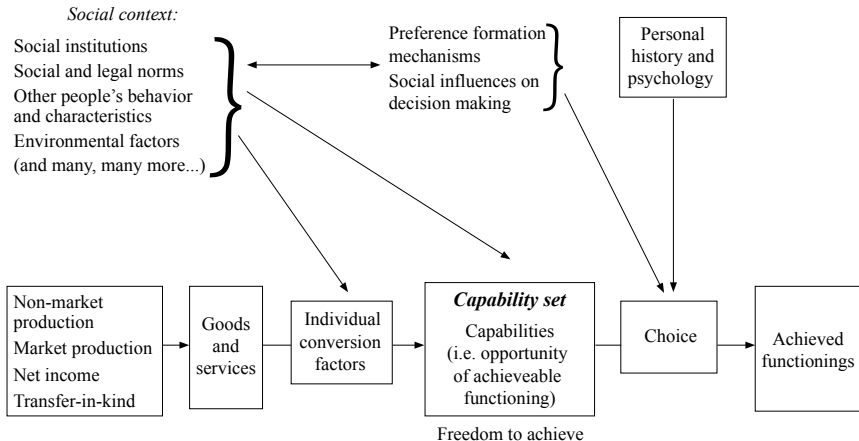 Social context:
Social institutions
Social and legal norms
Other people's behavior
and characteristics
Environmental factors
(and many, many more...)
Preference formation
mechanisms
Social influences on
decision making
Personal
history and
psychology
Non-market
production
Market production
Net income
Transfer-in-kind
Goods
and
services
Individual
conversion
factors
Capability set
Capabilities
(i.e. opportunity
of achieveable
functioning)
Freedom to achieve
Choice
Achieved
functionings